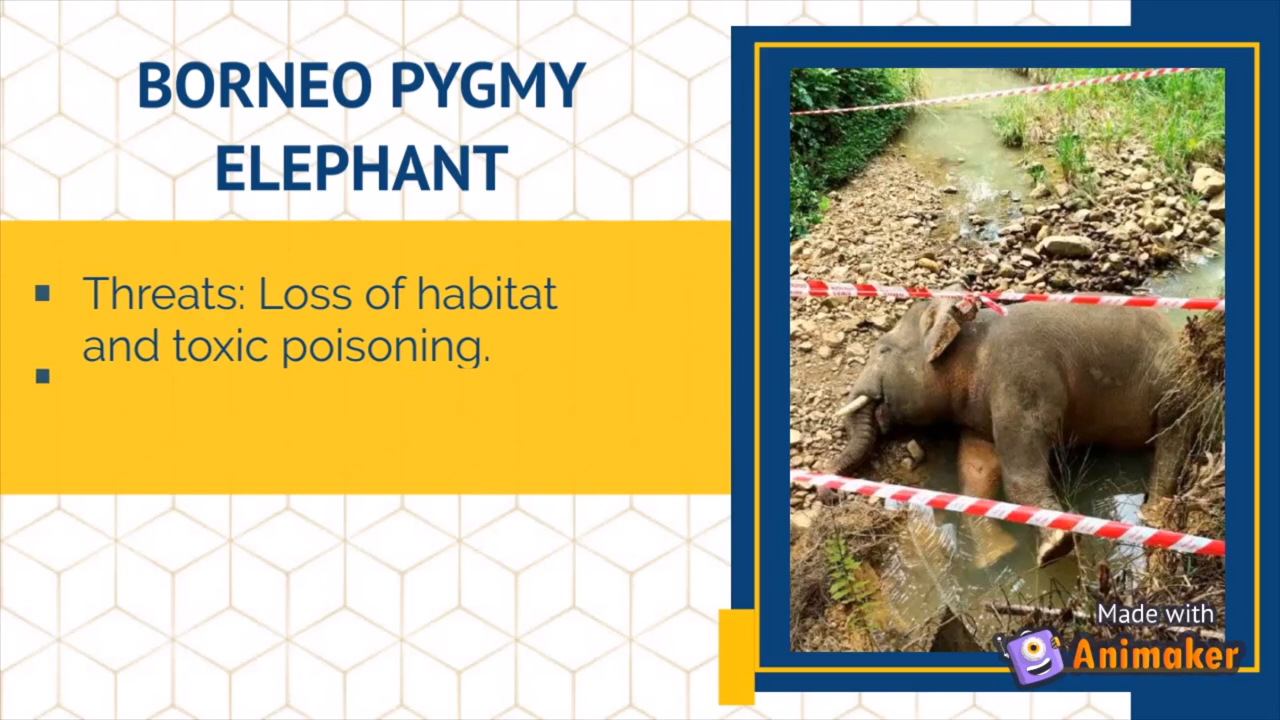 BORNEO PYGMY
ELEPHANT
Threats: Loss of habitat
and toxic poisoning.
Made with
Animaker